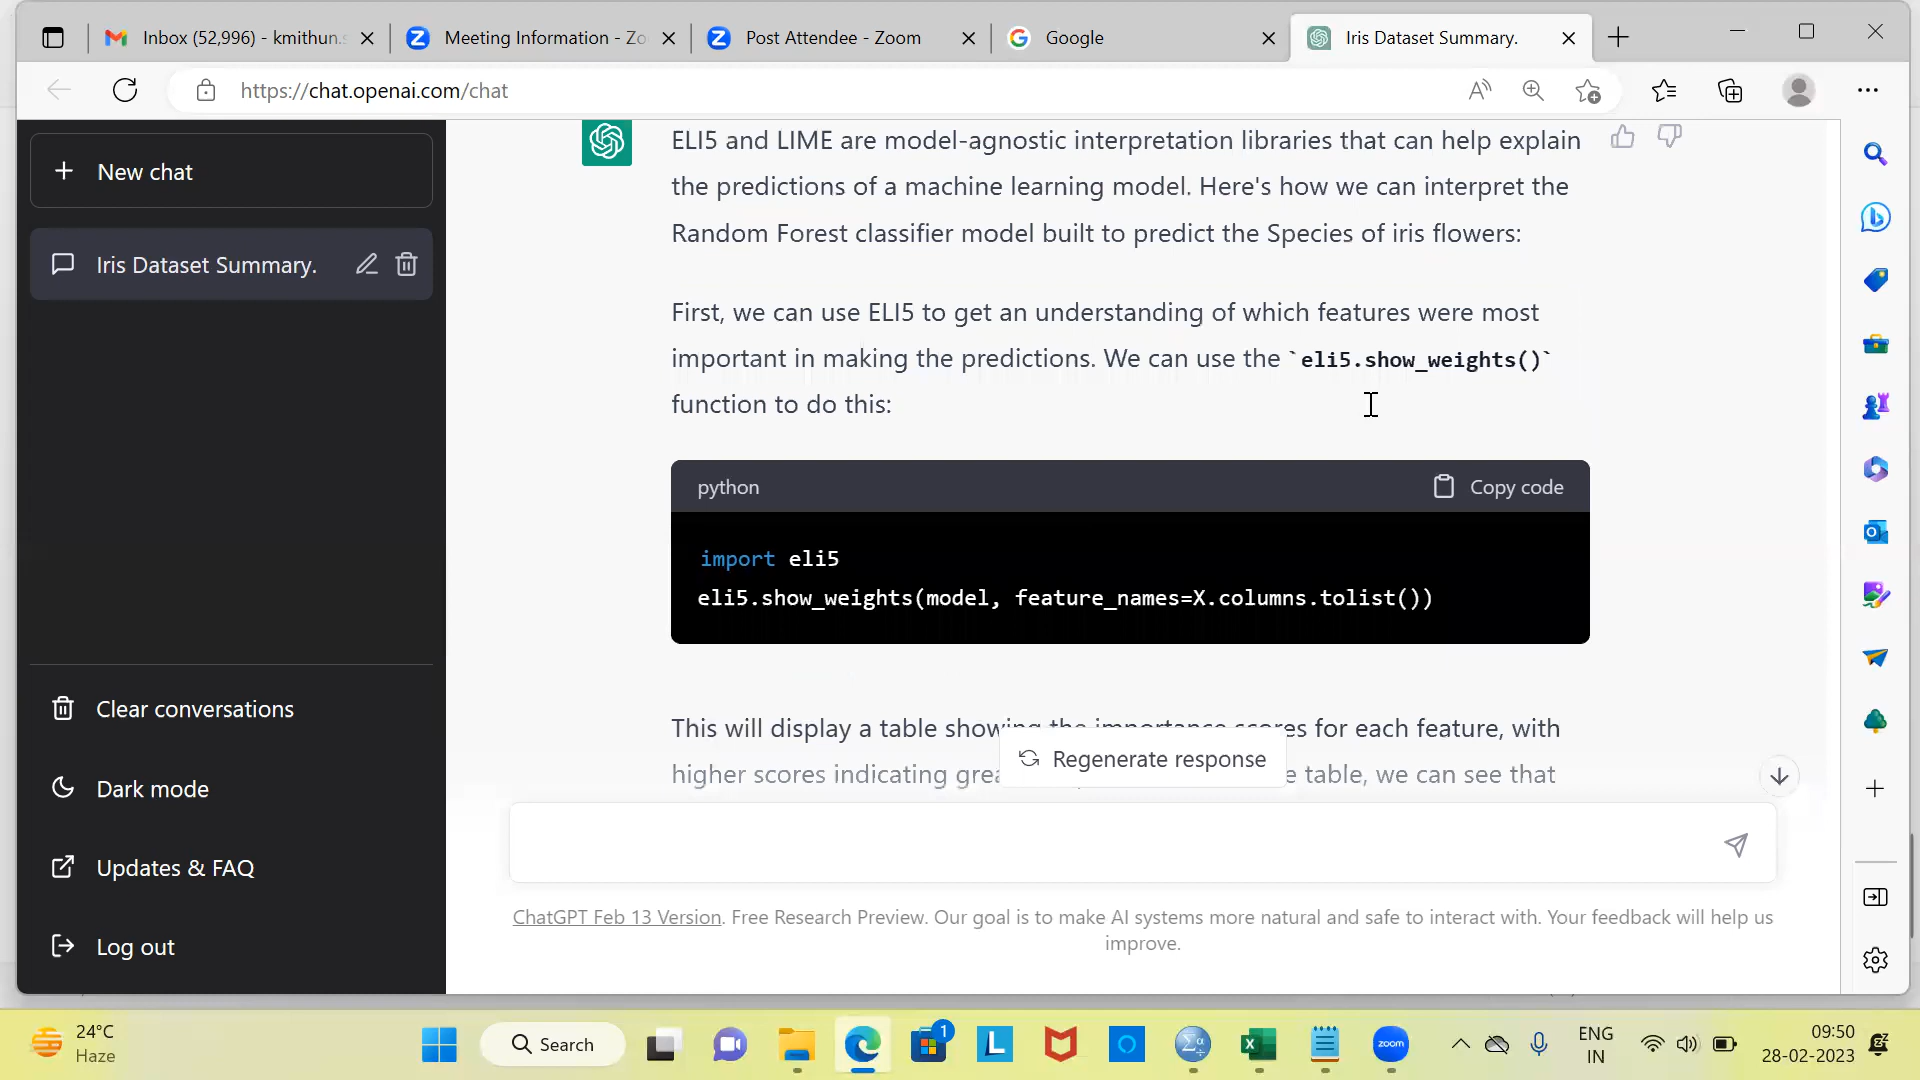 Inbox (52,996) - kmithun.s
Meeting Information - Zo
Post Attendee - Zoom
Google
Iris Dataset Summary.
https://chat.openai.com/chat
New chat
Iris Dataset Summary.
Clear conversations
Dark mode
Updates & FAQ
Log out
ELI5 and LIME are model-agnostic interpretation libraries that can help explain
the predictions of a machine learning model. Here's how we can interpret the
Random Forest classifier model built to predict the Species of iris flowers:
First, we can use ELI5 to get an understanding of which features were most
important in making the predictions. We can use the `eli5.show_weights()`
function to do this:
python
Copy code
import eli5
eli5.show_weights(model, feature_names=X.columns.tolist())
This will display a table showing the importance scores for each feature, with
higher scores indicating grea
e table, we can see that
Regenerate response
ChatGPT Feb 13 Version. Free Research Preview. Our goal is to make AI systems more natural and safe to interact with. Your feedback will help us
improve.
24°C
Haze
Search
1
L
zoom
ENG
IN
09:50
28-02-2023